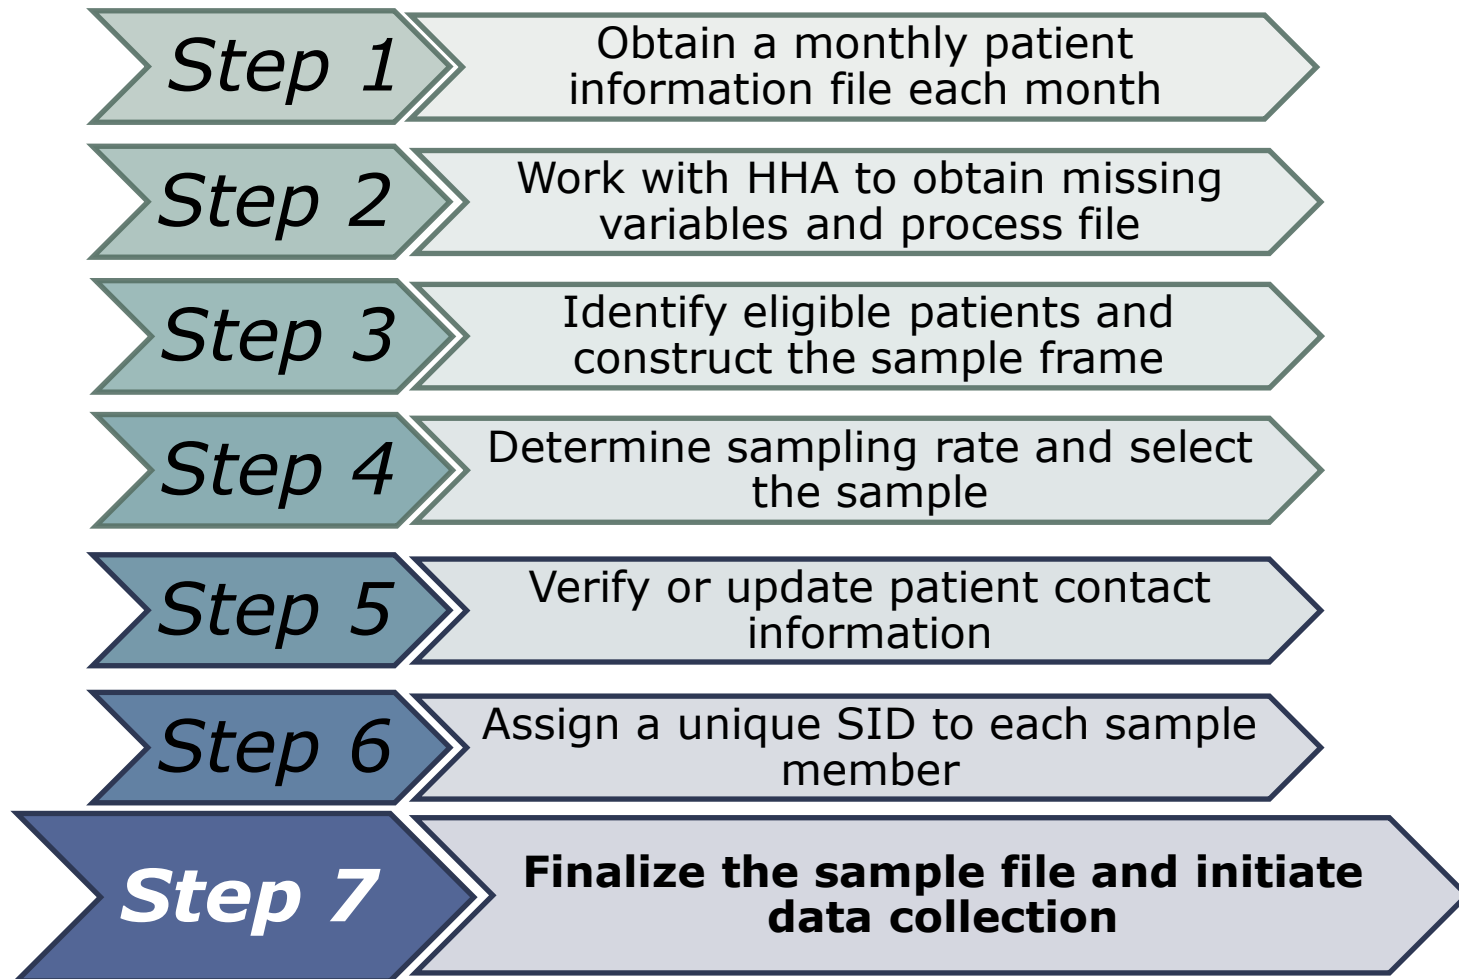 Step 1
Obtain a monthly patient
information file each month
Step 2
Work with HHA to obtain missing
variables and process file
Step 3
Identify eligible patients and
construct the sample frame
Step 4
Determine sampling rate and select
the sample
Step 5
Verify or update patient contact
information
Step 6
Assign a unique SID to each sample
member
Step 7
Finalize the sample file and initiate
data collection